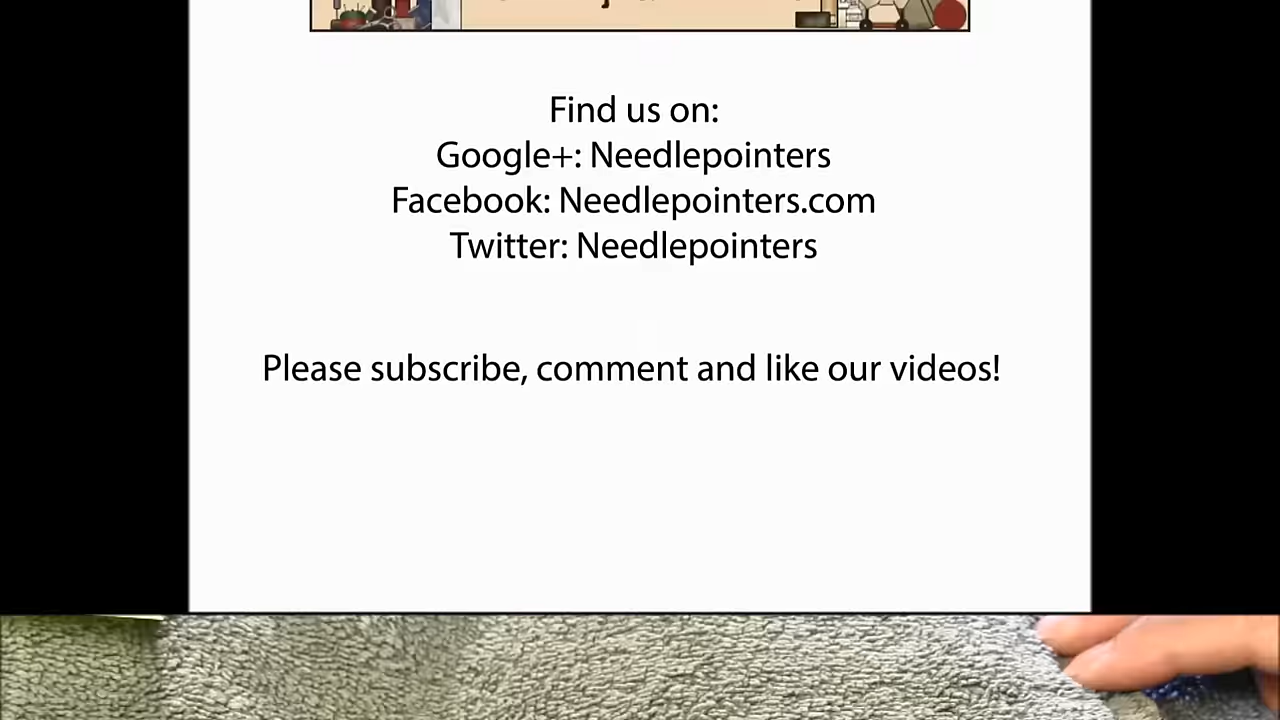 Find us on:
Google+: Needlepointers
Facebook: Needlepointers.com
Twitter: Needlepointers
Please subscribe, comment and like our videos!